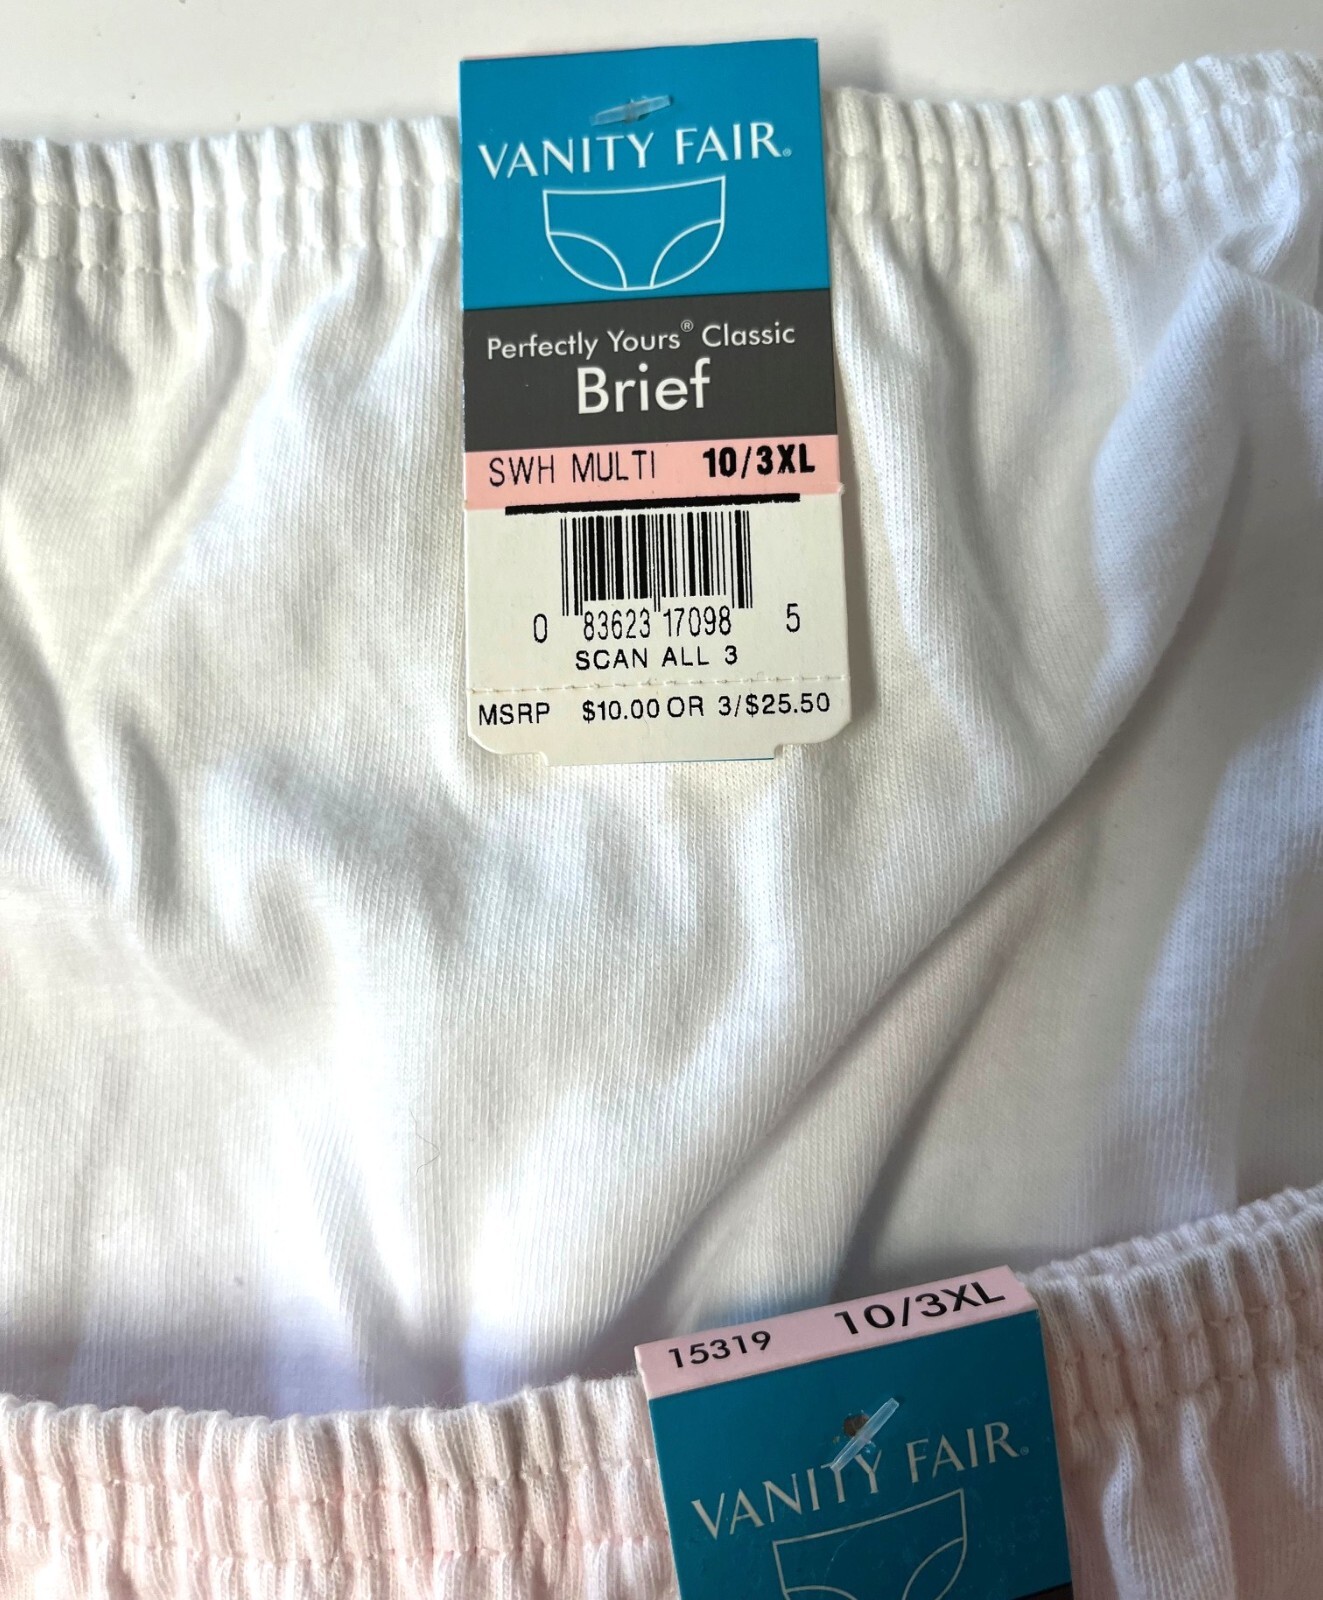 VANITY FAIR®
Perfectly Yours® Classic
Brief
SWH MULTI 10/3XL
0 83623 17098 5
SCAN ALL 3
MSRP $10.00 OR 3/$25.50
15319 10/3XL
VANITY FAIR®